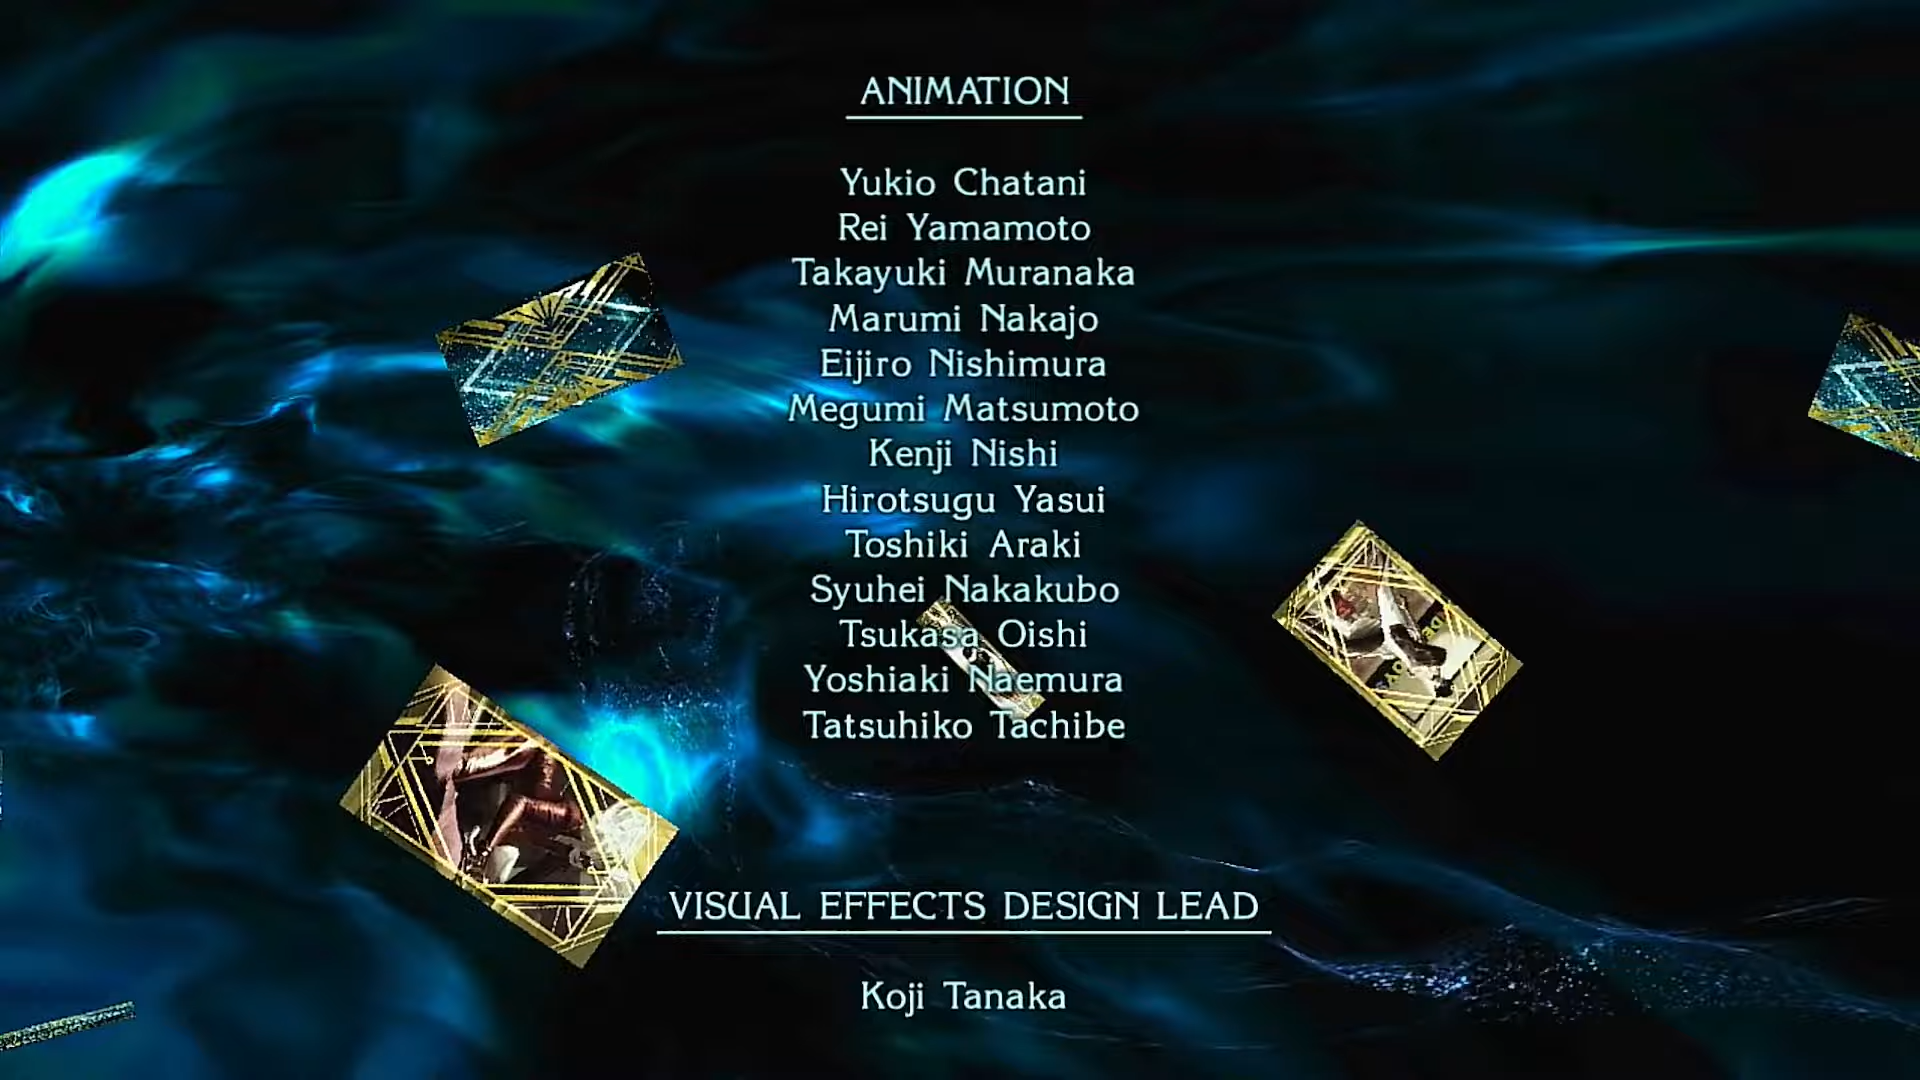 ANIMATION
Yukio Chatani
Rei Yamamoto
Takayuki Muranaka
Marumi Nakajo
Eijiro Nishimura
Megumi Matsumoto
Kenji Nishi
Hirotsugu Yasui
Toshiki Araki
Syuhei Nakakubo
Tsukasa Oishi
Yoshiaki Naemura
Tatsuhiko Tachibe
VISUAL EFFECTS DESIGN LEAD
Koji Tanaka